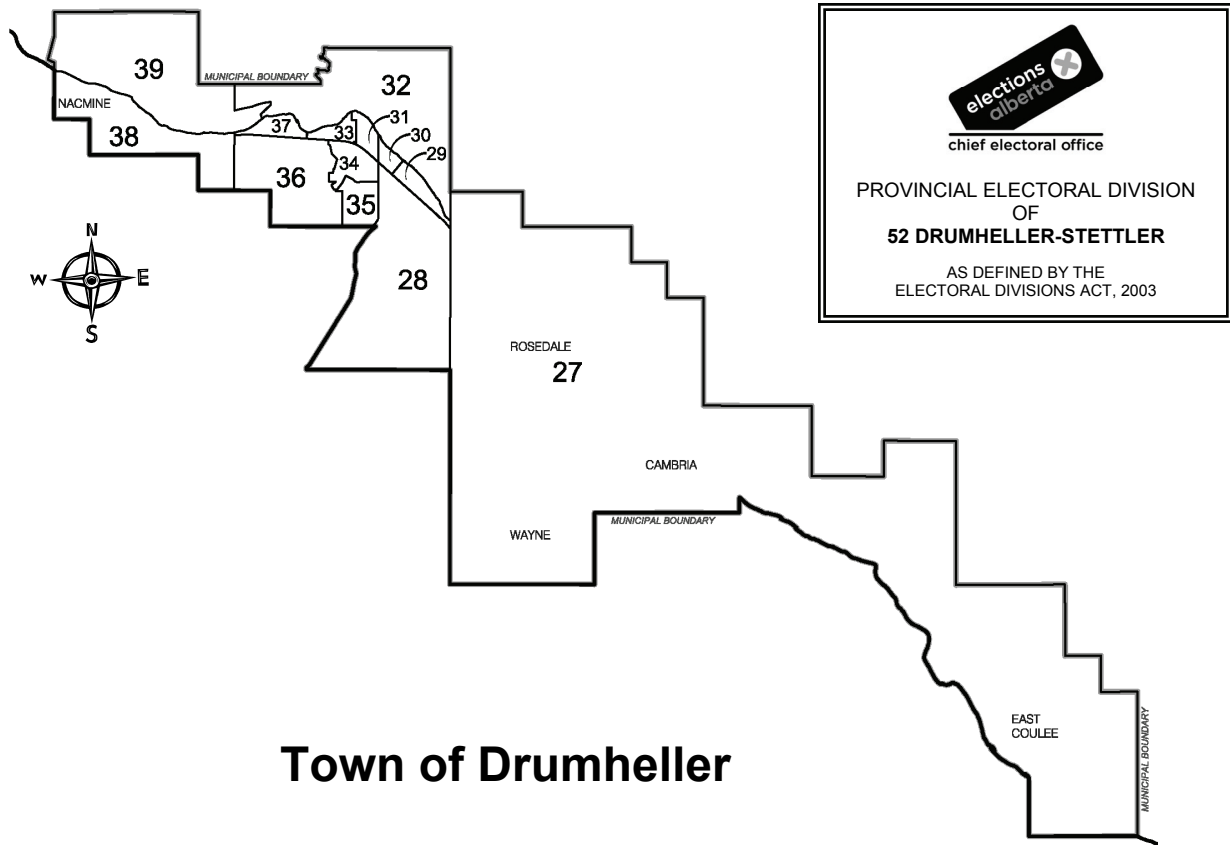 elections
alberta
chief electoral office
PROVINCIAL ELECTORAL DIVISION
OF
52 DRUMHELLER-STETTLER
AS DEFINED BY THE
ELECTORAL DIVISIONS ACT, 2003
39
MUNICIPAL BOUNDARY
32
NACMINE
38
37
33
31
30
29
34
36
35
N
W
E
S
28
ROSEDALE
27
CAMBRIA
MUNICIPAL BOUNDARY
WAYNE
EAST
COULEE
MUNICIPAL BOUNDARY
Town of Drumheller